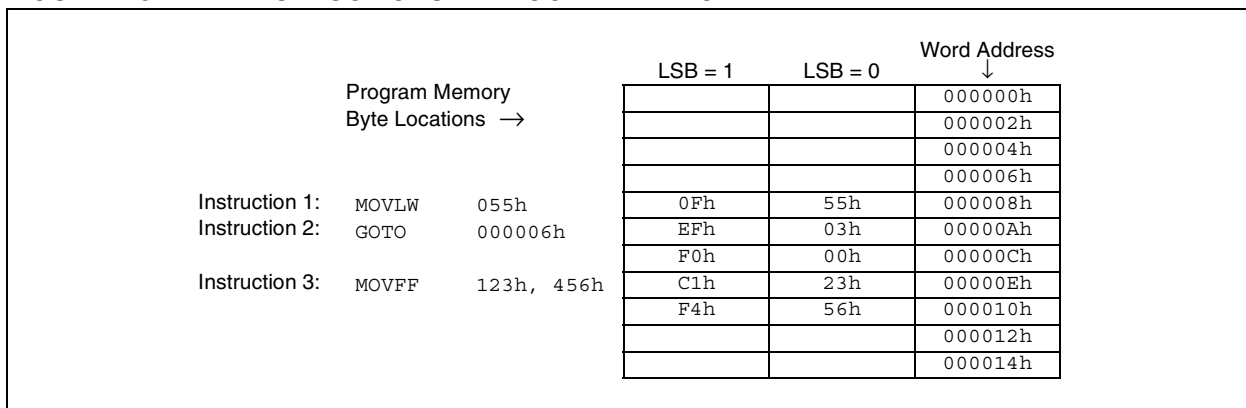 Word Address
LSB = 1 LSB = 0 ↓
Program Memory 000000h
Byte Locations → 000002h
000004h
000006h
Instruction 1: MOVLW 055h 0Fh 55h 000008h
Instruction 2: GOTO 000006h EFh 03h 00000Ah
F0h 00h 00000Ch
Instruction 3: MOVFF 123h, 456h C1h 23h 00000Eh
F4h 56h 000010h
000012h
000014h